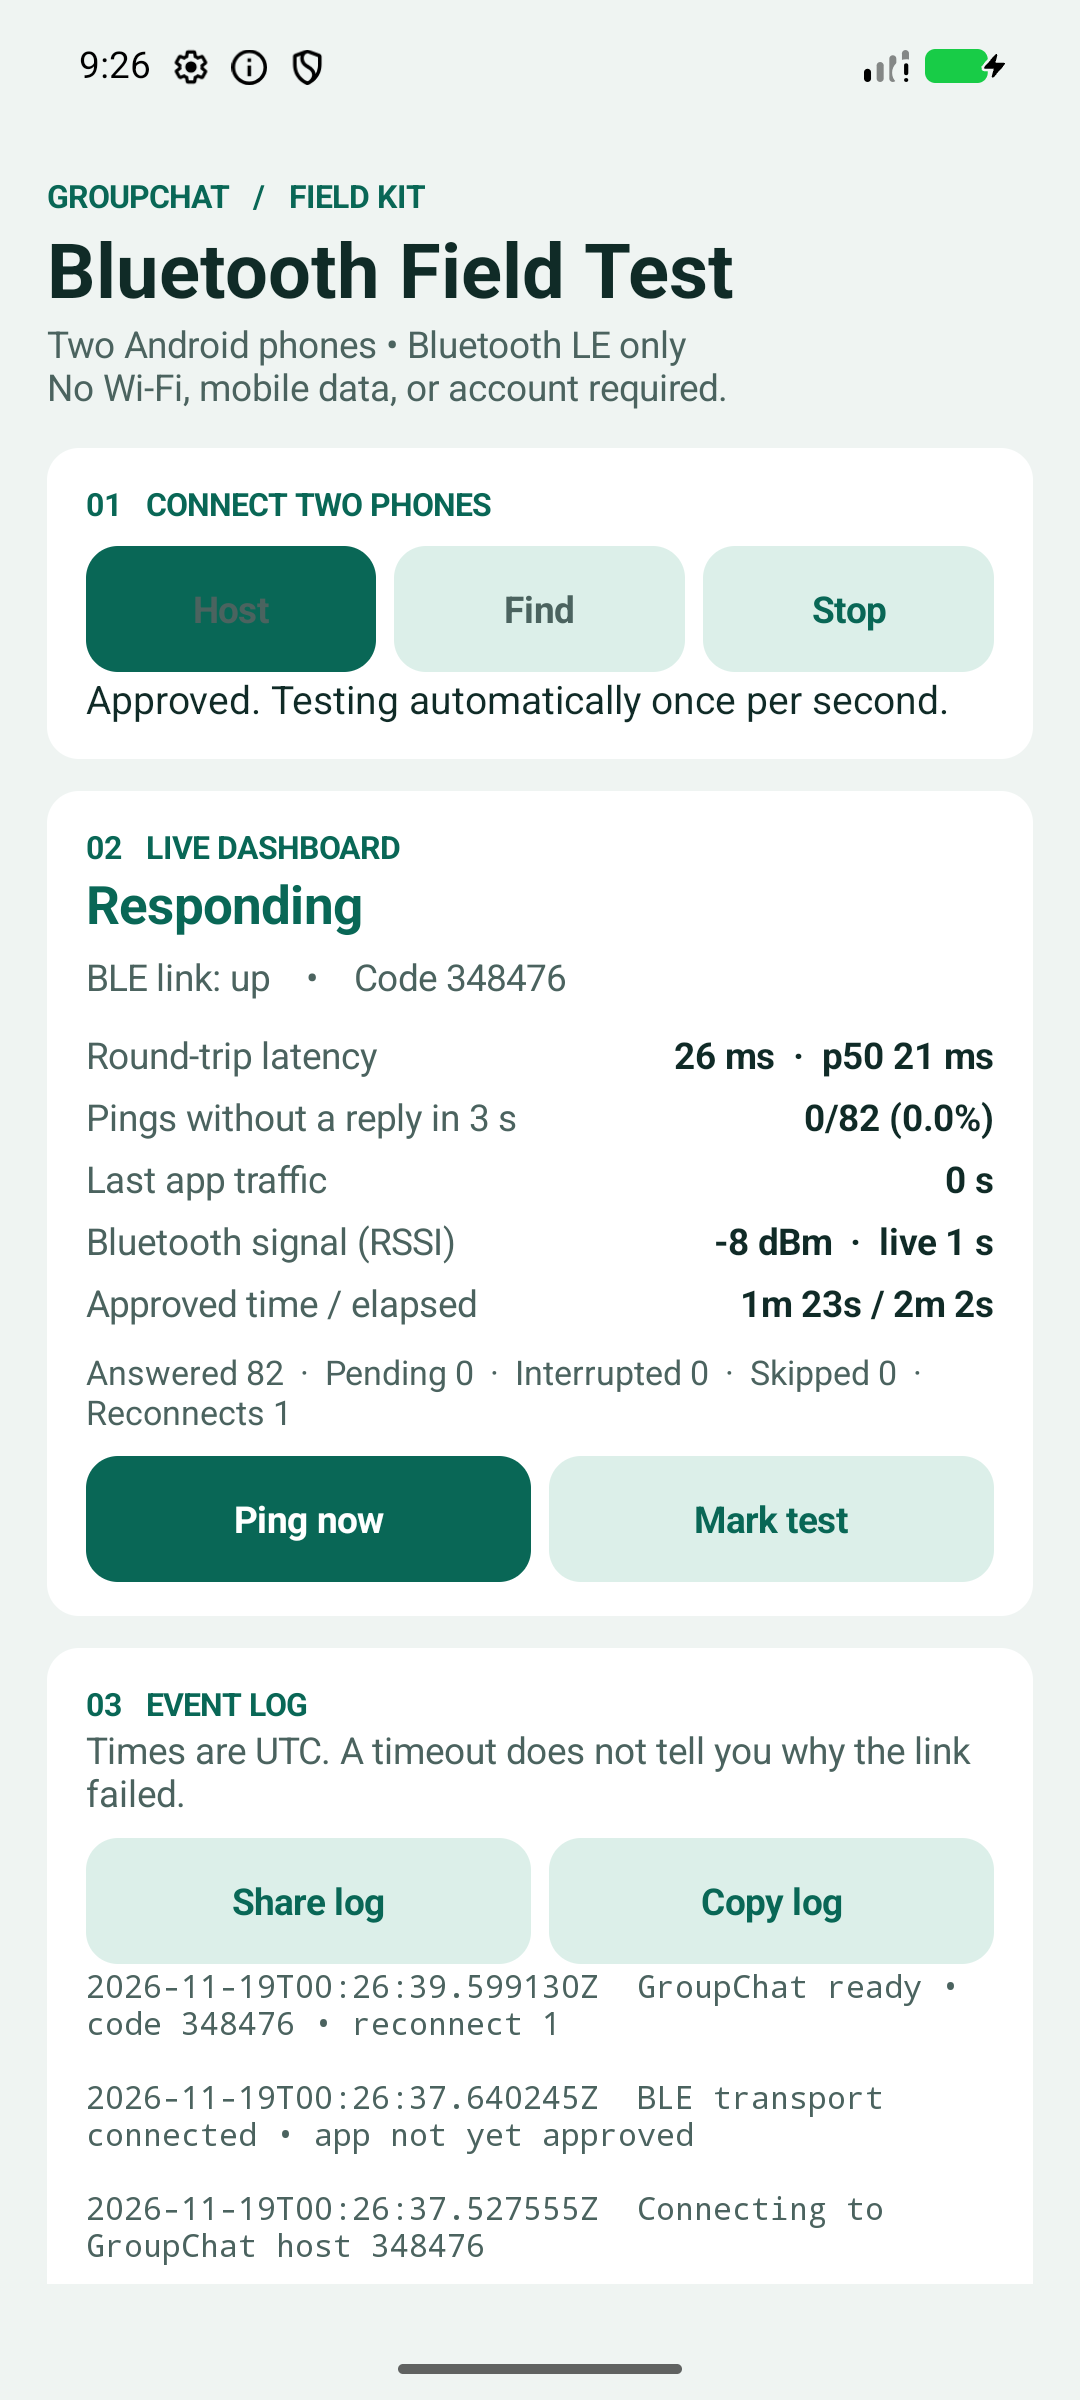 9:26
GROUPCHAT / FIELD KIT
Bluetooth Field Test
Two Android phones • Bluetooth LE only
No Wi-Fi, mobile data, or account required.
01 CONNECT TWO PHONES
Host Find Stop
Approved. Testing automatically once per second.
02 LIVE DASHBOARD
Responding
BLE link: up • Code 348476
Round-trip latency 26 ms · p50 21 ms
Pings without a reply in 3 s 0/82 (0.0%)
Last app traffic 0 s
Bluetooth signal (RSSI) -8 dBm · live 1 s
Approved time / elapsed 1m 23s / 2m 2s
Answered 82 · Pending 0 · Interrupted 0 · Skipped 0 ·
Reconnects 1
Ping now Mark test
03 EVENT LOG
Times are UTC. A timeout does not tell you why the link
failed.
Share log Copy log
2026-11-19T00:26:39.599130Z GroupChat ready •
code 348476 • reconnect 1
2026-11-19T00:26:37.640245Z BLE transport
connected • app not yet approved
2026-11-19T00:26:37.527555Z Connecting to
GroupChat host 348476